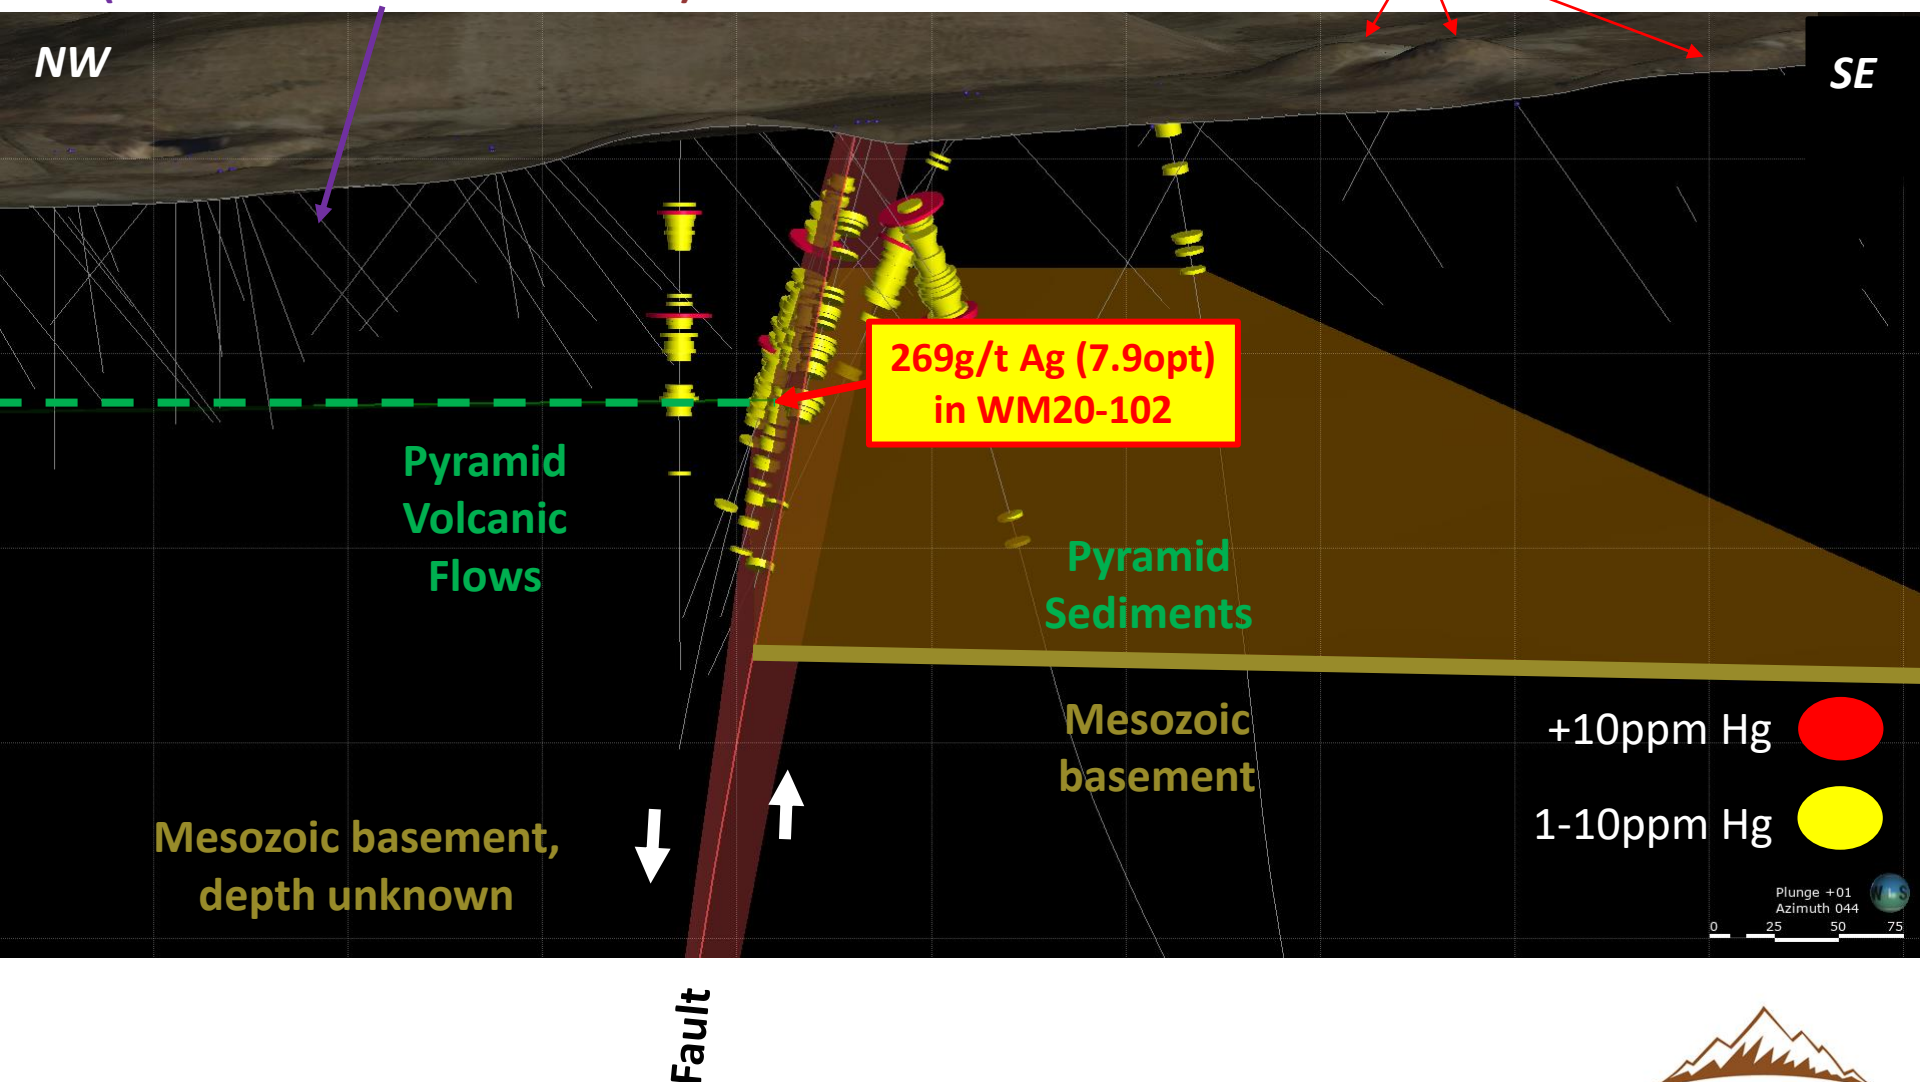 NW
SE
269g/t Ag (7.9opt)
in WM20-102
Pyramid
Volcanic
Flows
Pyramid
Sediments
Mesozoic
basement
Mesozoic basement,
depth unknown
+10ppm Hg
1-10ppm Hg
Plunge +01
Azimuth 044
0 25 50 75
Fault